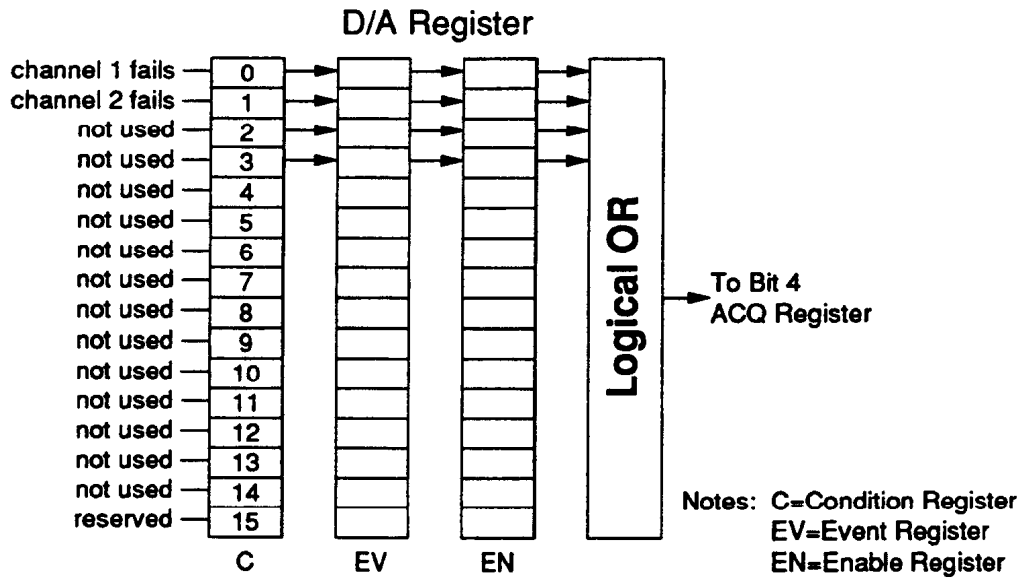 D/A Register
channel 1 fails 0
channel 2 fails 1
not used 2
not used 3
not used 4
not used 5
not used 6
not used 7
not used 8
not used 9
not used 10
not used 11
not used 12
not used 13
not used 14
reserved 15
C
EV
EN
Logical OR
To Bit 4
ACQ Register
Notes: C=Condition Register
EV=Event Register
EN=Enable Register